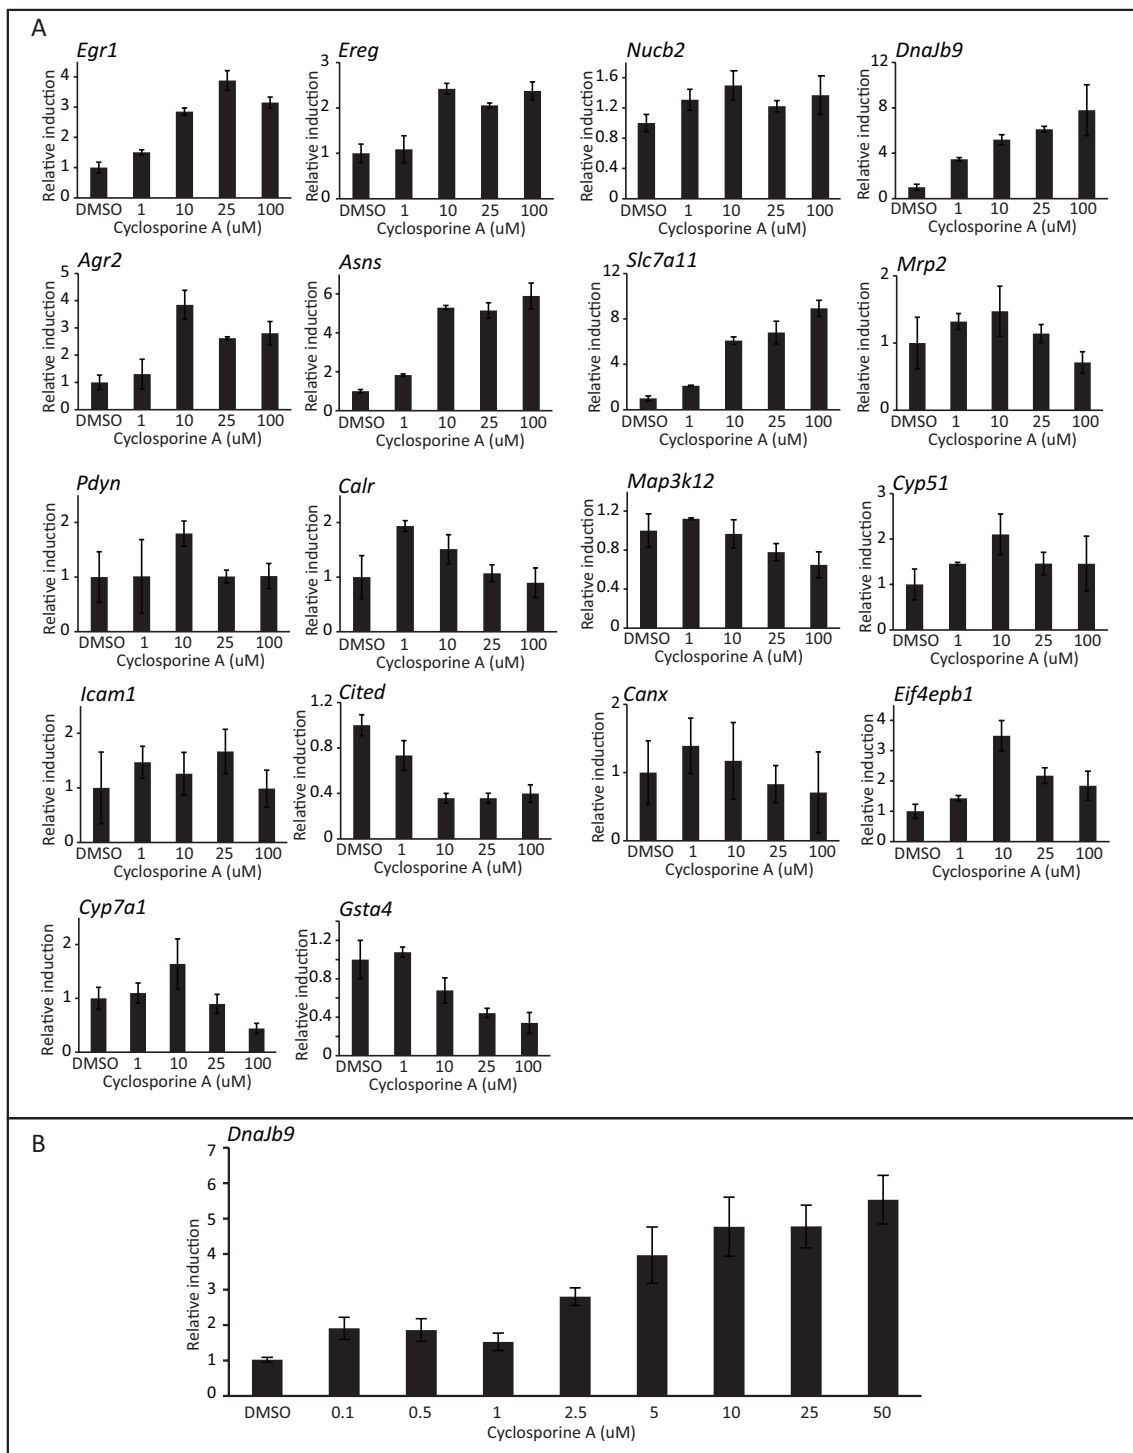 A
Egr1
Relative induction
4
3
2
1
0
DMSO 1 10 25 100
Cyclosporine A (uM)
Ereg
Relative induction
3
2
1
0
DMSO 1 10 25 100
Cyclosporine A (uM)
Nucb2
Relative induction
1.6
1.2
0.8
0.4
0
DMSO 1 10 25 100
Cyclosporine A (uM)
DnaJb9
Relative induction
12
8
4
0
DMSO 1 10 25 100
Cyclosporine A (uM)
Agr2
Relative induction
5
4
3
2
1
0
DMSO 1 10 25 100
Cyclosporine A (uM)
Asns
Relative induction
6
4
2
0
DMSO 1 10 25 100
Cyclosporine A (uM)
Slc7a11
Relative induction
12
8
4
0
DMSO 1 10 25 100
Cyclosporine A (uM)
Mrp2
Relative induction
2
1
0
DMSO 1 10 25 100
Cyclosporine A (uM)
Pdyn
Relative induction
2
1
0
DMSO 1 10 25 100
Cyclosporine A (uM)
Calr
Relative induction
2
1
0
DMSO 1 10 25 100
Cyclosporine A (uM)
Map3k12
Relative induction
1.2
0.8
0.4
0
DMSO 1 10 25 100
Cyclosporine A (uM)
Cyp51
Relative induction
3
2
1
0
DMSO 1 10 25 100
Cyclosporine A (uM)
Icam1
Relative induction
2
1
0
DMSO 1 10 25 100
Cyclosporine A (uM)
Cited
Relative induction
1.2
0.8
0.4
0
DMSO 1 10 25 100
Cyclosporine A (uM)
Canx
Relative induction
2
1
0
DMSO 1 10 25 100
Cyclosporine A (uM)
Eif4epb1
Relative induction
4
3
2
1
0
DMSO 1 10 25 100
Cyclosporine A (uM)
Cyp7a1
Relative induction
2
1
0
DMSO 1 10 25 100
Cyclosporine A (uM)
Gsta4
Relative induction
1.2
0.8
0.4
0
DMSO 1 10 25 100
Cyclosporine A (uM)
B
DnaJb9
Relative induction
7
6
5
4
3
2
1
0
DMSO 0.1 0.5 1 2.5 5 10 25 50
Cyclosporine A (uM)